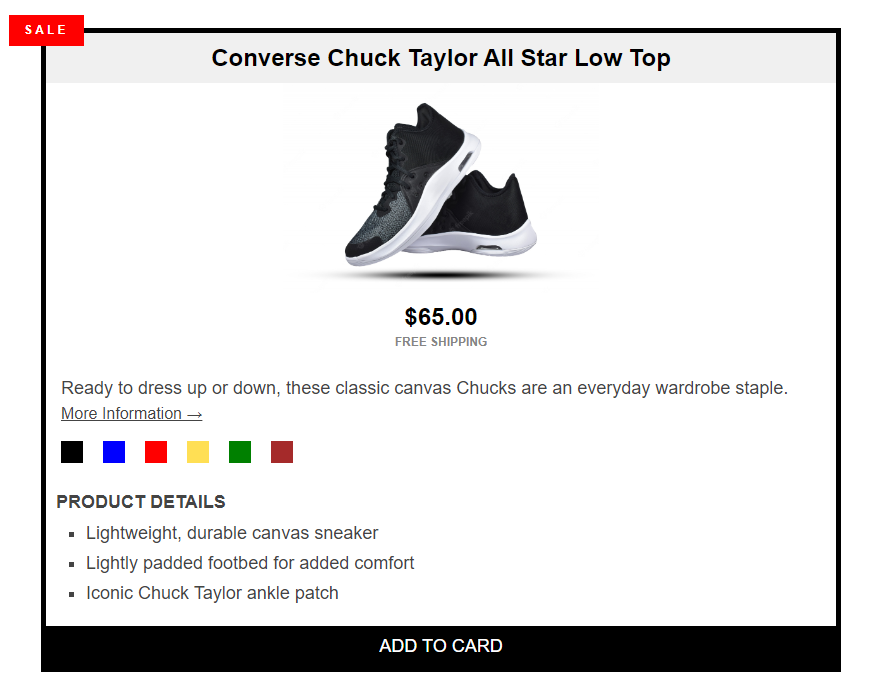 SALE
Converse Chuck Taylor All Star Low Top
$65.00
FREE SHIPPING
Ready to dress up or down, these classic canvas Chucks are an everyday wardrobe staple.
More Information →
PRODUCT DETAILS
Lightweight, durable canvas sneaker
Lightly padded footbed for added comfort
Iconic Chuck Taylor ankle patch
ADD TO CARD